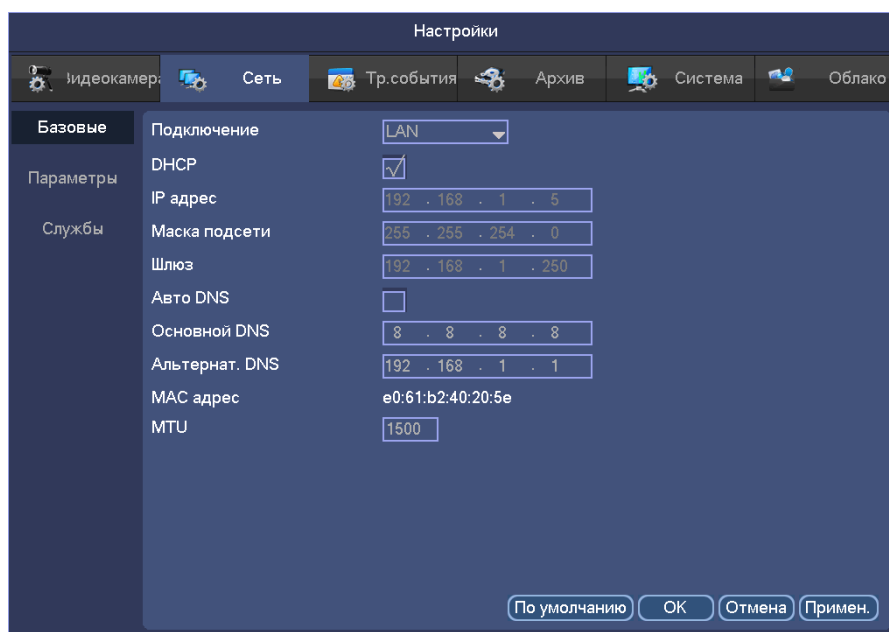 Настройки
Видеокамера Сеть Тр.события Архив Система Облако
Базовые
Параметры
Службы
Подключение LAN
DHCP
IP адрес 192 . 168 . 1 . 5
Маска подсети 255 . 255 . 254 . 0
Шлюз 192 . 168 . 1 . 250
Авто DNS
Основной DNS 8 . 8 . 8 . 8
Альтернат. DNS 192 . 168 . 1 . 1
MAC адрес e0:61:b2:40:20:5e
MTU 1500
По умолчанию OK Отмена Примен.